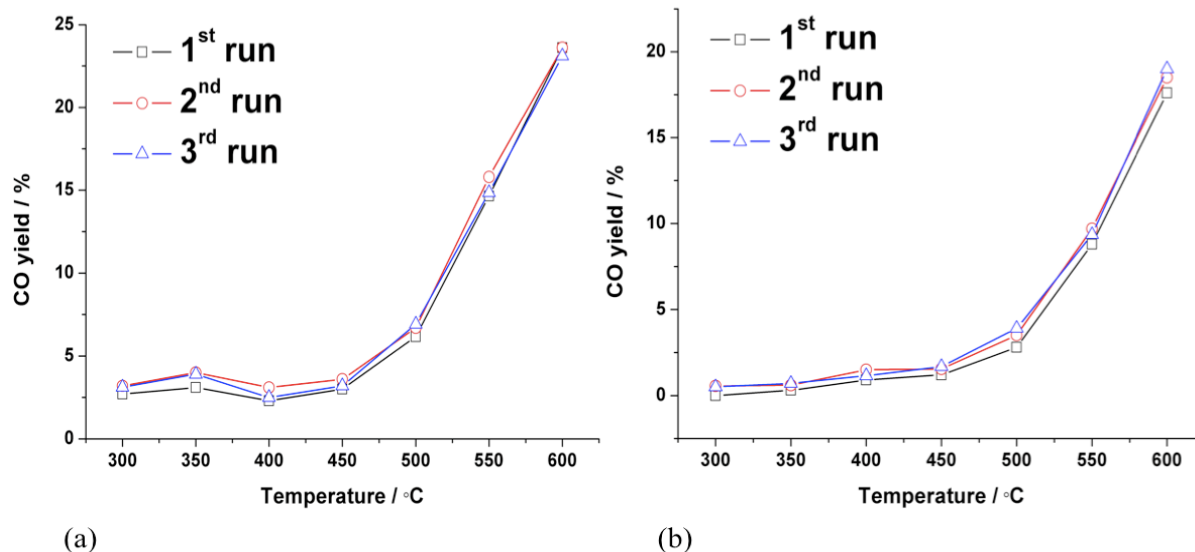 (a)
25
20
15
10
5
0
CO yield / %
1st run
2nd run
3rd run
300 350 400 450 500 550 600
Temperature / °C
(b)
20
15
10
5
0
CO yield / %
1st run
2nd run
3rd run
300 350 400 450 500 550 600
Temperature / °C